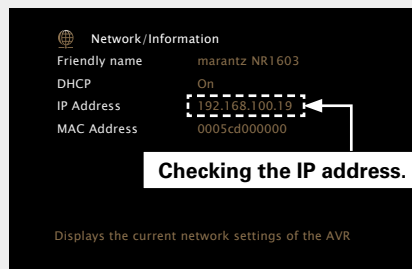 Network/Information
Friendly name marantz NR1603
DHCP On
IP Address 192.168.100.19
MAC Address 0005cd000000
Checking the IP address.
Displays the current network settings of the AVR